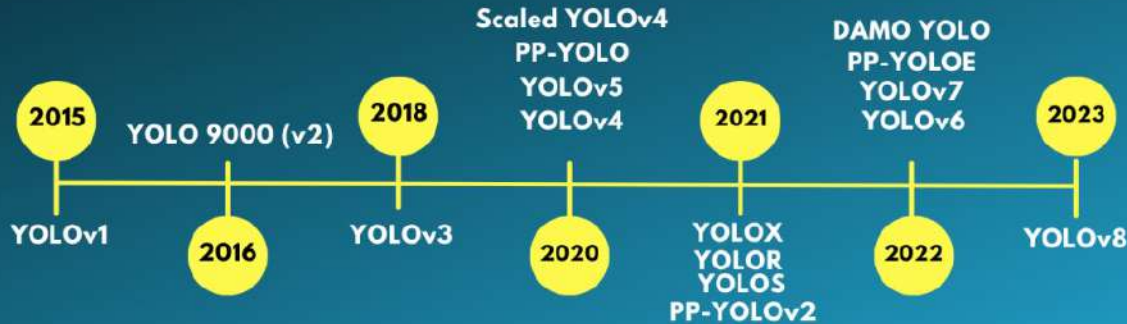 2015
YOLOv1
YOLO 9000 (v2)
2016
2018
YOLOv3
Scaled YOLOv4
PP-YOLO
YOLOv5
YOLOv4
2020
2021
YOLOX
YOLOR
YOLOS
PP-YOLOv2
DAMO YOLO
PP-YOLOE
YOLOv7
YOLOv6
2022
2023
YOLOv8